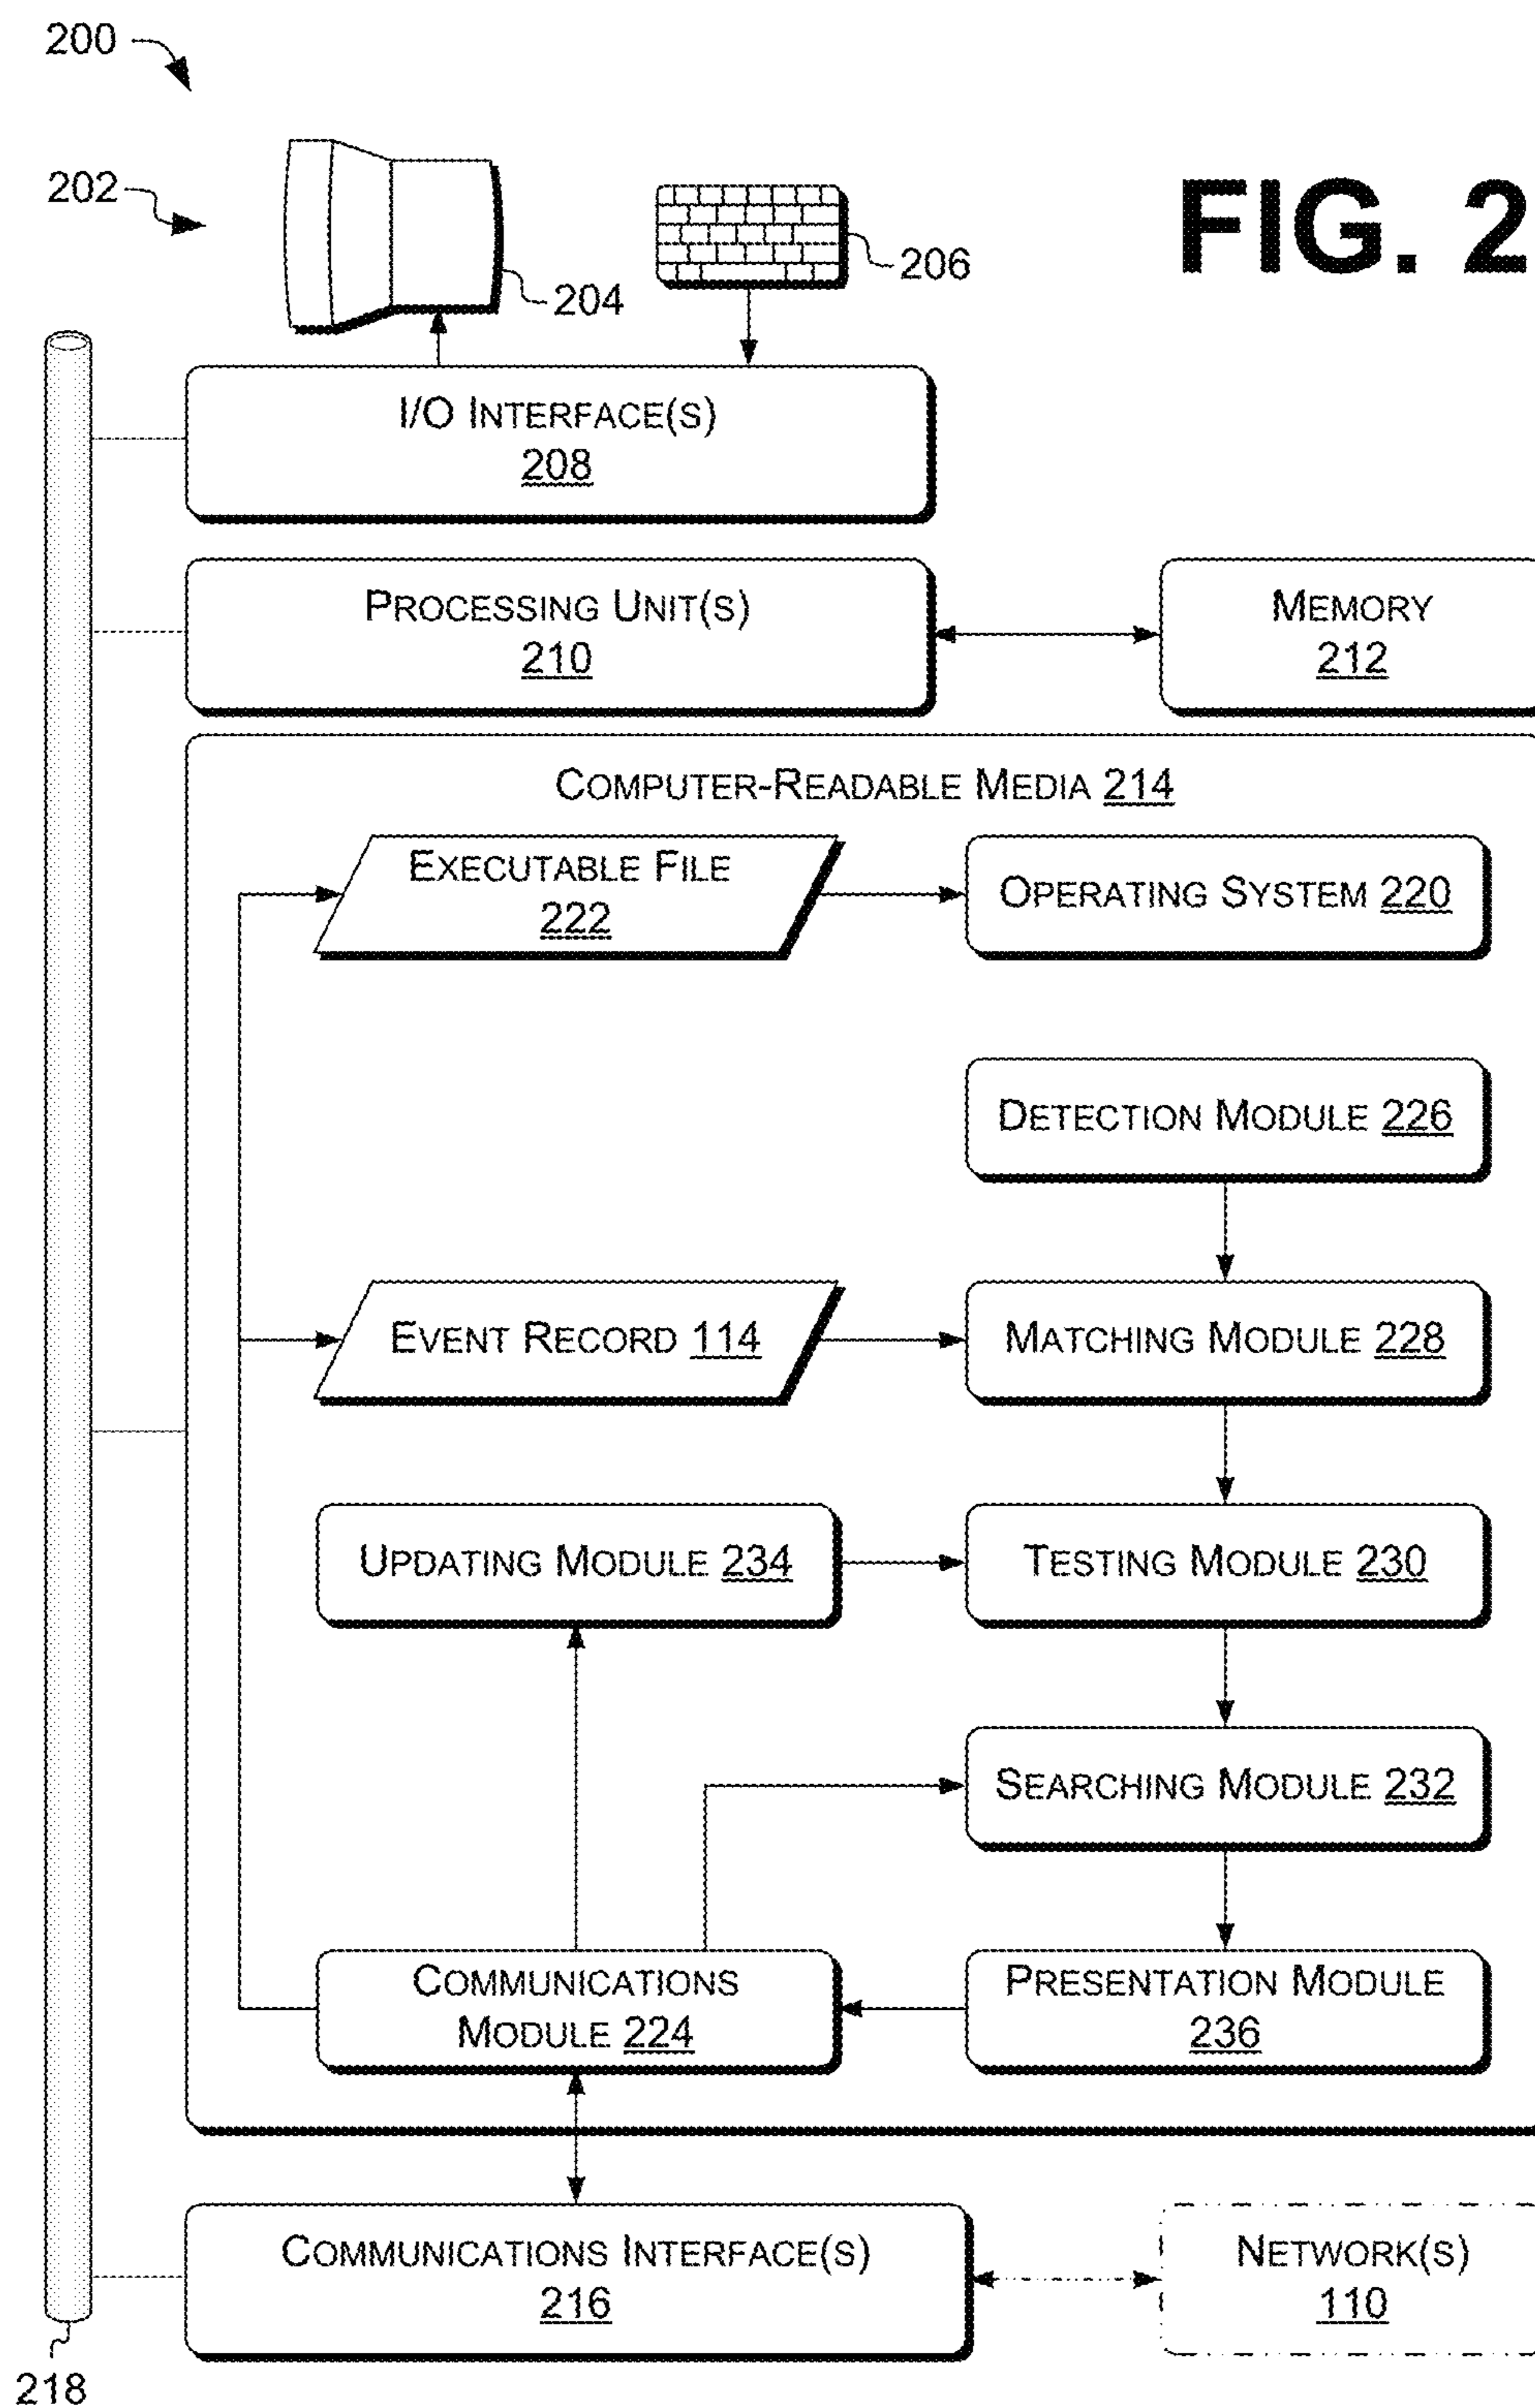 200
202
FIG. 2
206
204
I/O INTERFACE(S)
208
PROCESSING UNIT(S)
210
MEMORY
212
COMPUTER-READABLE MEDIA 214
EXECUTABLE FILE
222
OPERATING SYSTEM 220
DETECTION MODULE 226
EVENT RECORD 114
MATCHING MODULE 228
UPDATING MODULE 234
TESTING MODULE 230
SEARCHING MODULE 232
COMMUNICATIONS
MODULE 224
PRESENTATION MODULE
236
COMMUNICATIONS INTERFACE(S)
216
NETWORK(S)
110
218